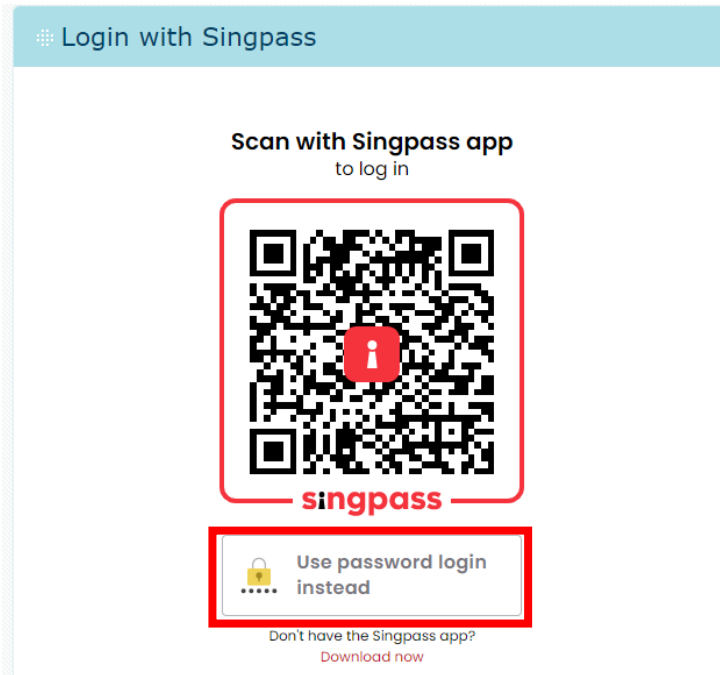 Login with Singpass
Scan with Singpass app
to log in
singpass
Use password login
instead
Don't have the Singpass app?
Download now